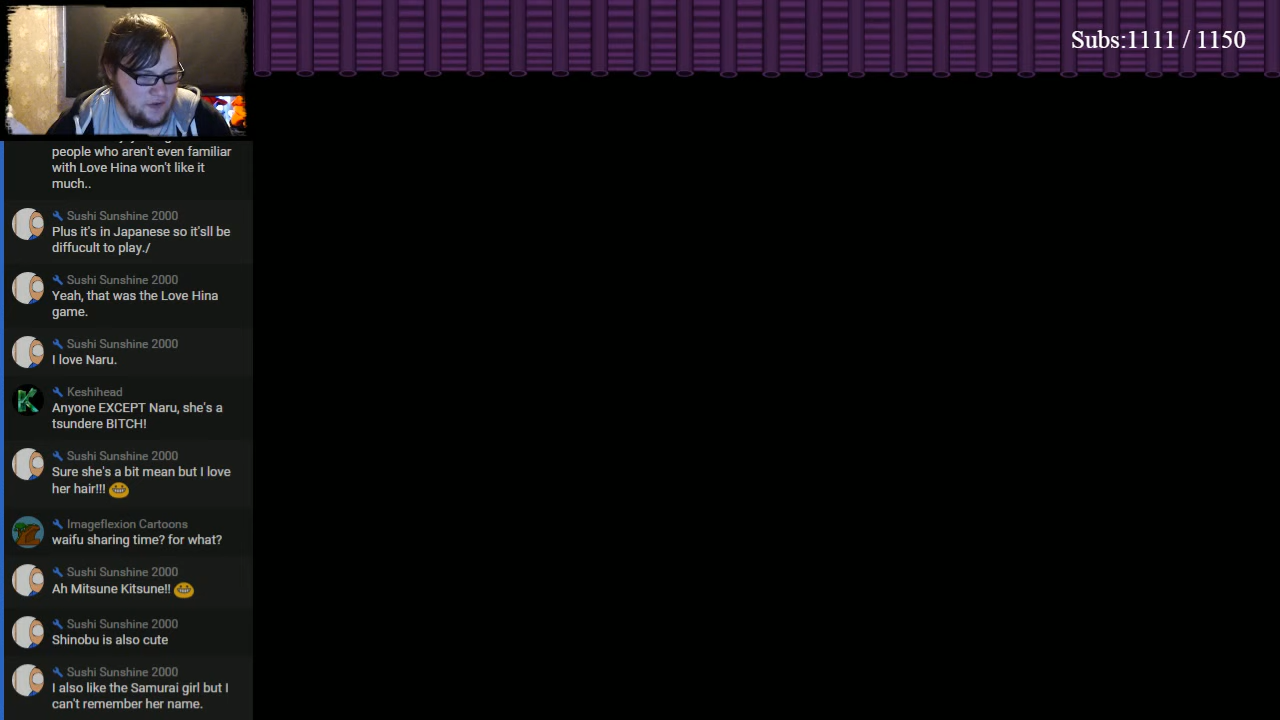 Subs:1111 / 1150
people who aren't even familiar
with Love Hina won't like it
much..
Sushi Sunshine 2000
Plus it's in Japanese so it'sll be
diffucult to play./
Sushi Sunshine 2000
Yeah, that was the Love Hina
game.
Sushi Sunshine 2000
I love Naru.
K
Keshihead
Anyone EXCEPT Naru, she's a
tsundere BITCH!
Sushi Sunshine 2000
Sure she's a bit mean but I love
her hair!!!
Imageflexion Cartoons
waifu sharing time? for what?
Sushi Sunshine 2000
Ah Mitsune Kitsune!!
Sushi Sunshine 2000
Shinobu is also cute
Sushi Sunshine 2000
I also like the Samurai girl but I
can't remember her name.